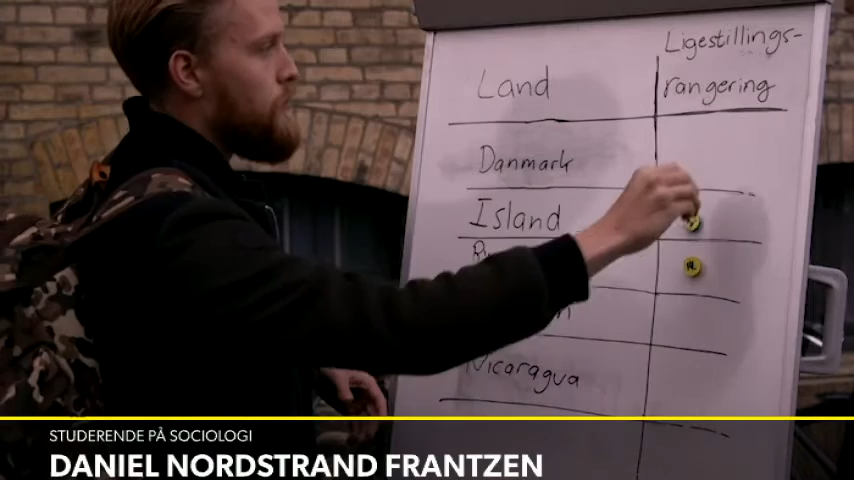 Ligestillings-
Land rangering
Danmark
Island
Nicaragua
STUDERENDE PÅ SOCIOLOGI
DANIEL NORDSTRAND FRANTZEN